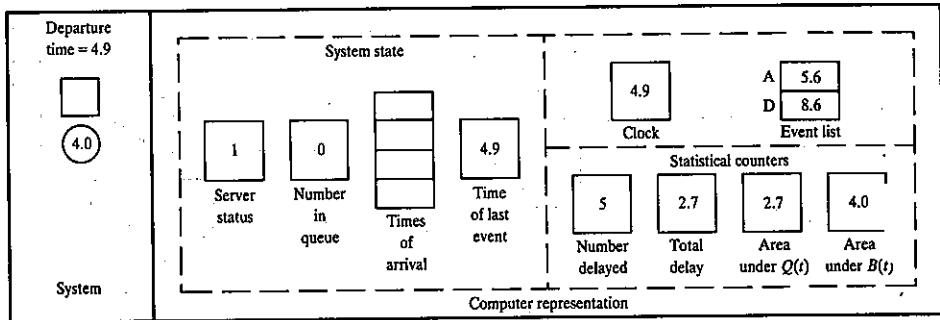 Departure
time = 4.9
4.0
System
System state
1
Server
status
0
Number
in
queue
Times
of
arrival
4.9
Time
of last
event
4.9
Clock
A 5.6
D 8.6
Event list
Statistical counters
5
Number
delayed
2.7
Total
delay
2.7
Area
under Q(t)
4.0
Area
under B(t)
Computer representation